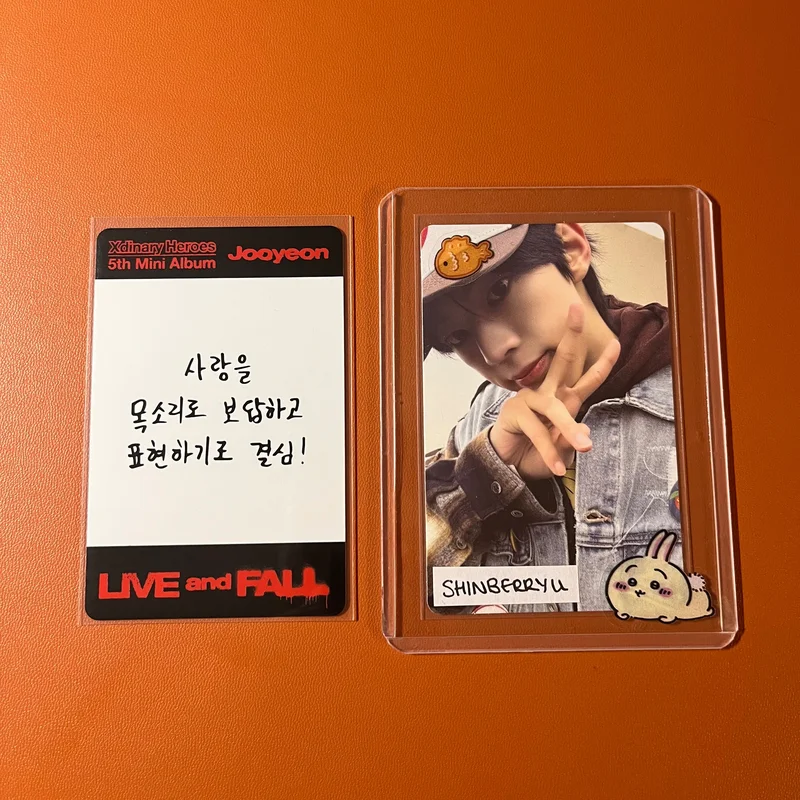 Xdinary Heroes
5th Mini Album
Jooyeon
사랑을
목소리로 보답하고
표현하기로 결심!
LIVE and FALL
SHINBERRYU